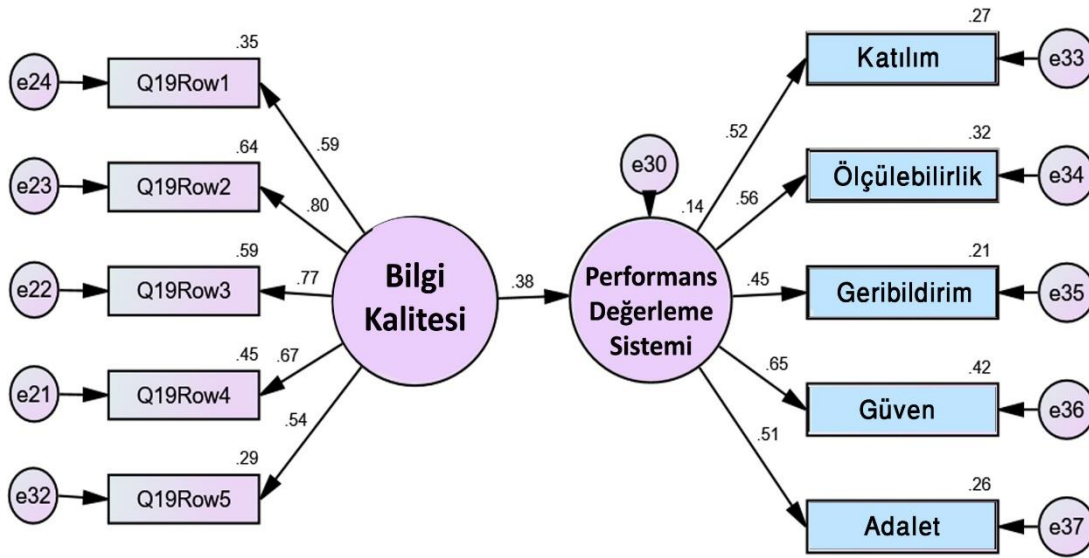 .35
e24
Q19Row1
.59
.64
e23
Q19Row2
.80
.59
e22
Q19Row3
.77
.45
e21
Q19Row4
.67
.54
.29
e32
Q19Row5
Bilgi
Kalitesi
.38
e30
.14
Performans
Değerleme
Sistemi
.27
Katılım
e33
.52
.32
Ölçülebilirlik
e34
.56
.21
Geribildirim
e35
.45
.42
Güven
e36
.65
.51
.26
Adalet
e37